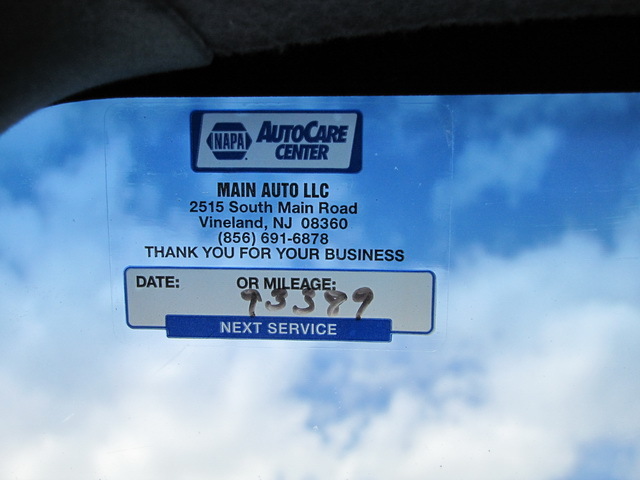 NAPA AUTOCARE CENTER
MAIN AUTO LLC
2515 South Main Road
Vineland, NJ 08360
(856) 691-6878
THANK YOU FOR YOUR BUSINESS
DATE: OR MILEAGE:
NEXT SERVICE